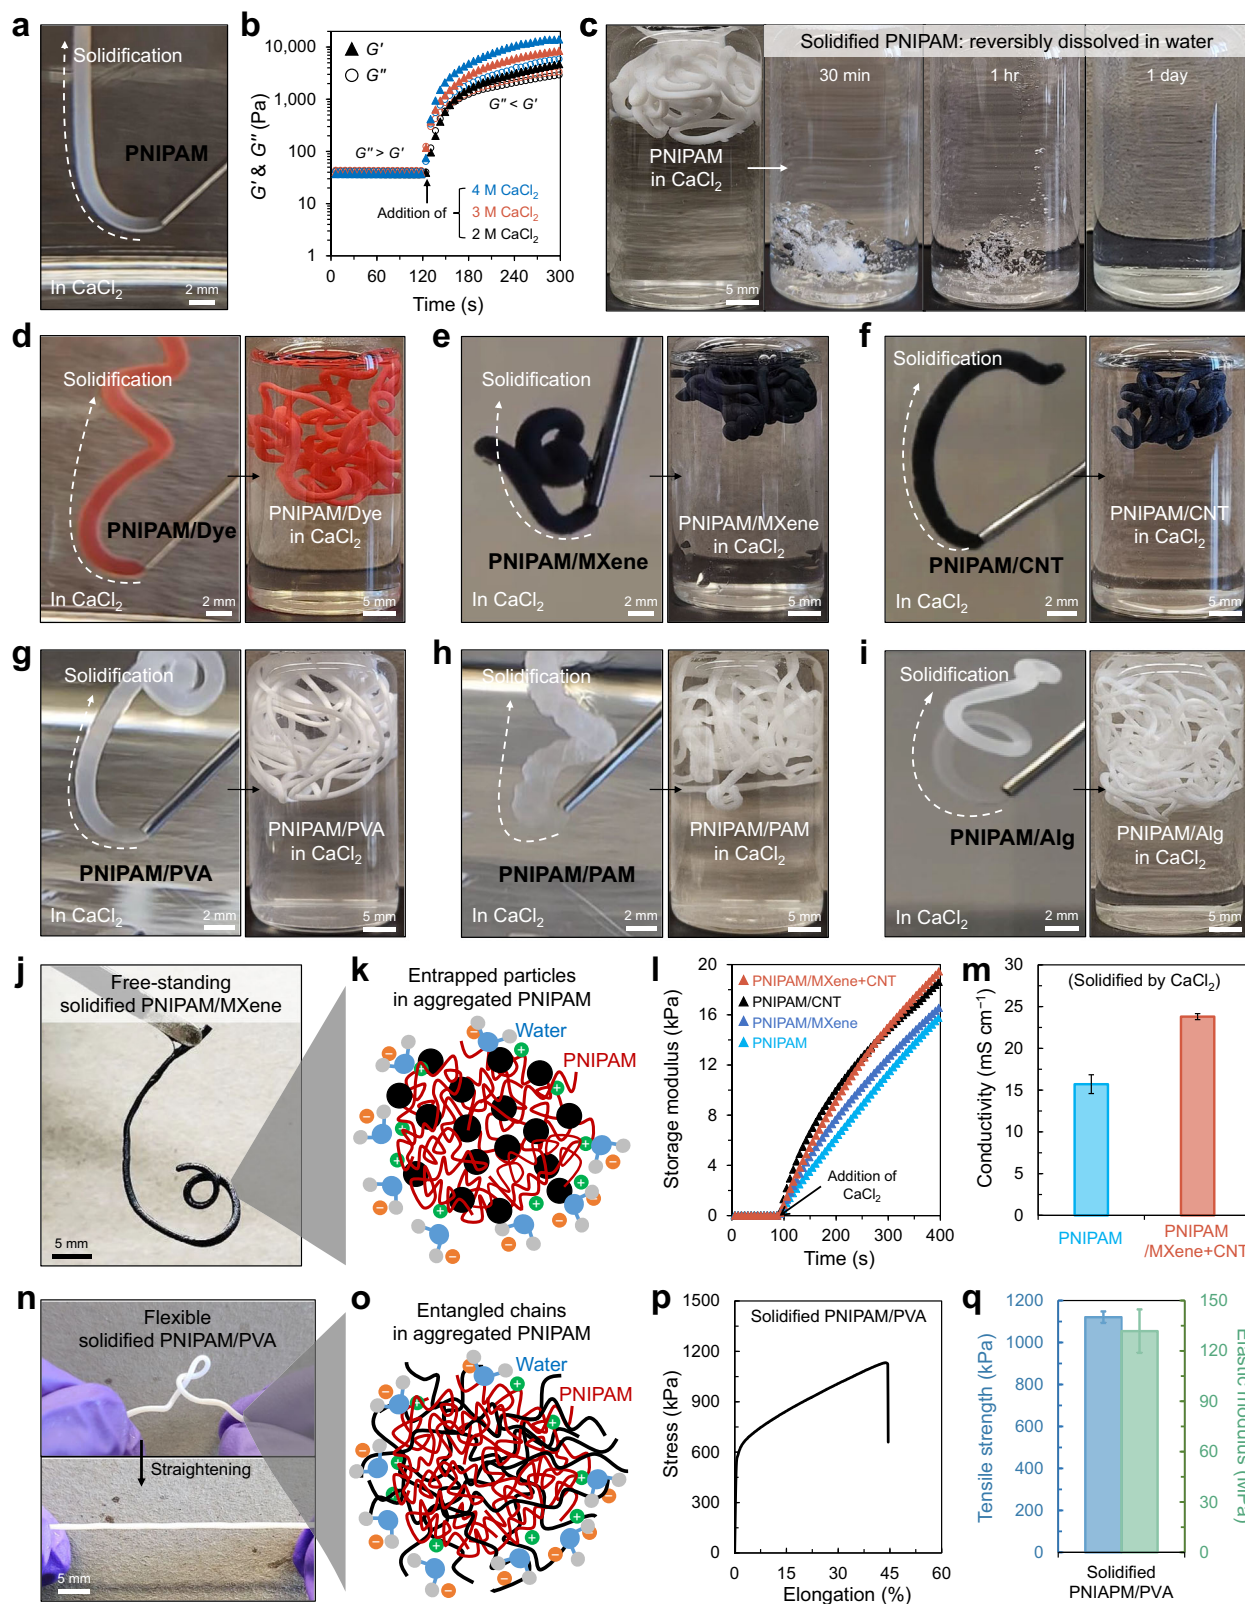 a
Solidification
PNIPAM
In CaCl₂
2 mm
b
G′ & G″ (Pa)
10,000
1,000
100
10
1
G′
G″
G″ > G′
G″ < G′
Addition of
4 M CaCl₂
3 M CaCl₂
2 M CaCl₂
0 60 120 180 240 300
Time (s)
c
Solidified PNIPAM: reversibly dissolved in water
30 min
1 hr
1 day
PNIPAM
in CaCl₂
5 mm
d
Solidification
PNIPAM/Dye
In CaCl₂
2 mm
PNIPAM/Dye
in CaCl₂
5 mm
e
Solidification
PNIPAM/MXene
In CaCl₂
2 mm
PNIPAM/MXene
in CaCl₂
5 mm
f
Solidification
PNIPAM/CNT
In CaCl₂
2 mm
PNIPAM/CNT
in CaCl₂
5 mm
g
Solidification
PNIPAM/PVA
In CaCl₂
2 mm
PNIPAM/PVA
in CaCl₂
5 mm
h
Solidification
PNIPAM/PAM
In CaCl₂
2 mm
PNIPAM/PAM
in CaCl₂
5 mm
i
Solidification
PNIPAM/Alg
In CaCl₂
2 mm
PNIPAM/Alg
in CaCl₂
5 mm
j
Free-standing
solidified PNIPAM/MXene
5 mm
k
Entrapped particles
in aggregated PNIPAM
Water
PNIPAM
l
Storage modulus (kPa)
20
16
12
8
4
0
PNIPAM/MXene+CNT
PNIPAM/CNT
PNIPAM/MXene
PNIPAM
Addition of
CaCl₂
0 100 200 300 400
Time (s)
m
Conductivity (mS cm⁻¹)
30
25
20
15
10
5
0
(Solidified by CaCl₂)
PNIPAM
PNIPAM
/MXene+CNT
n
Flexible
solidified PNIPAM/PVA
Straightening
5 mm
o
Entangled chains
in aggregated PNIPAM
Water
PNIPAM
p
Stress (kPa)
1500
1200
900
600
300
0
Solidified PNIPAM/PVA
0 15 30 45 60
Elongation (%)
q
Tensile strength (kPa)
1200
1000
800
600
400
200
0
150
120
90
60
30
0
Elastic modulus (MPa)
Solidified
PNIAPM/PVA